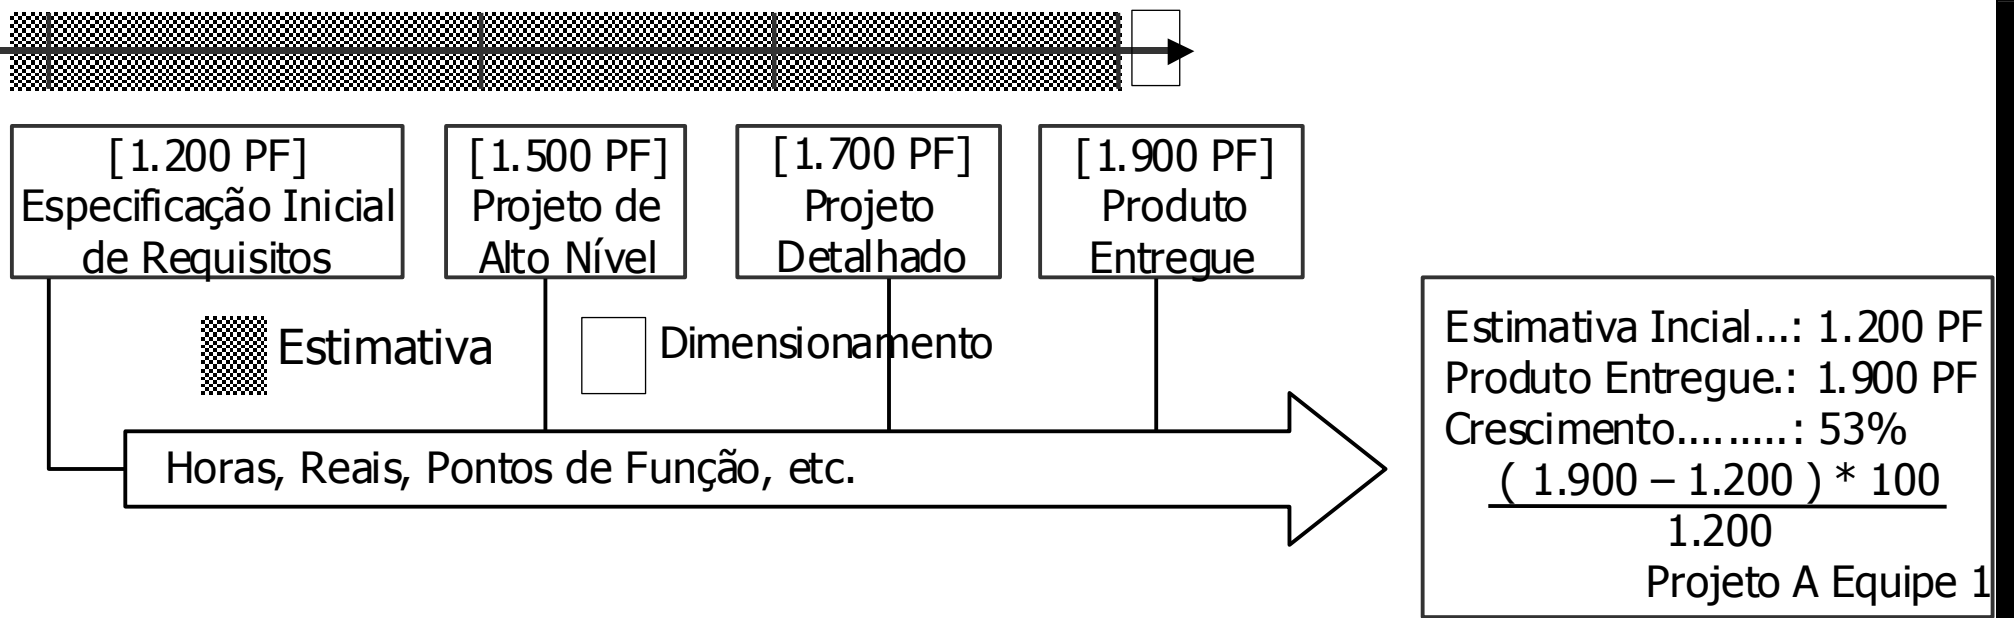 [1.200 PF]
Especificação Inicial
de Requisitos
[1.500 PF]
Projeto de
Alto Nível
[1.700 PF]
Projeto
Detalhado
[1.900 PF]
Produto
Entregue
Estimativa
Dimensionamento
Horas, Reais, Pontos de Função, etc.
Estimativa Incial...: 1.200 PF
Produto Entregue.: 1.900 PF
Crescimento.........: 53%
( 1.900 – 1.200 ) * 100
1.200
Projeto A Equipe 1